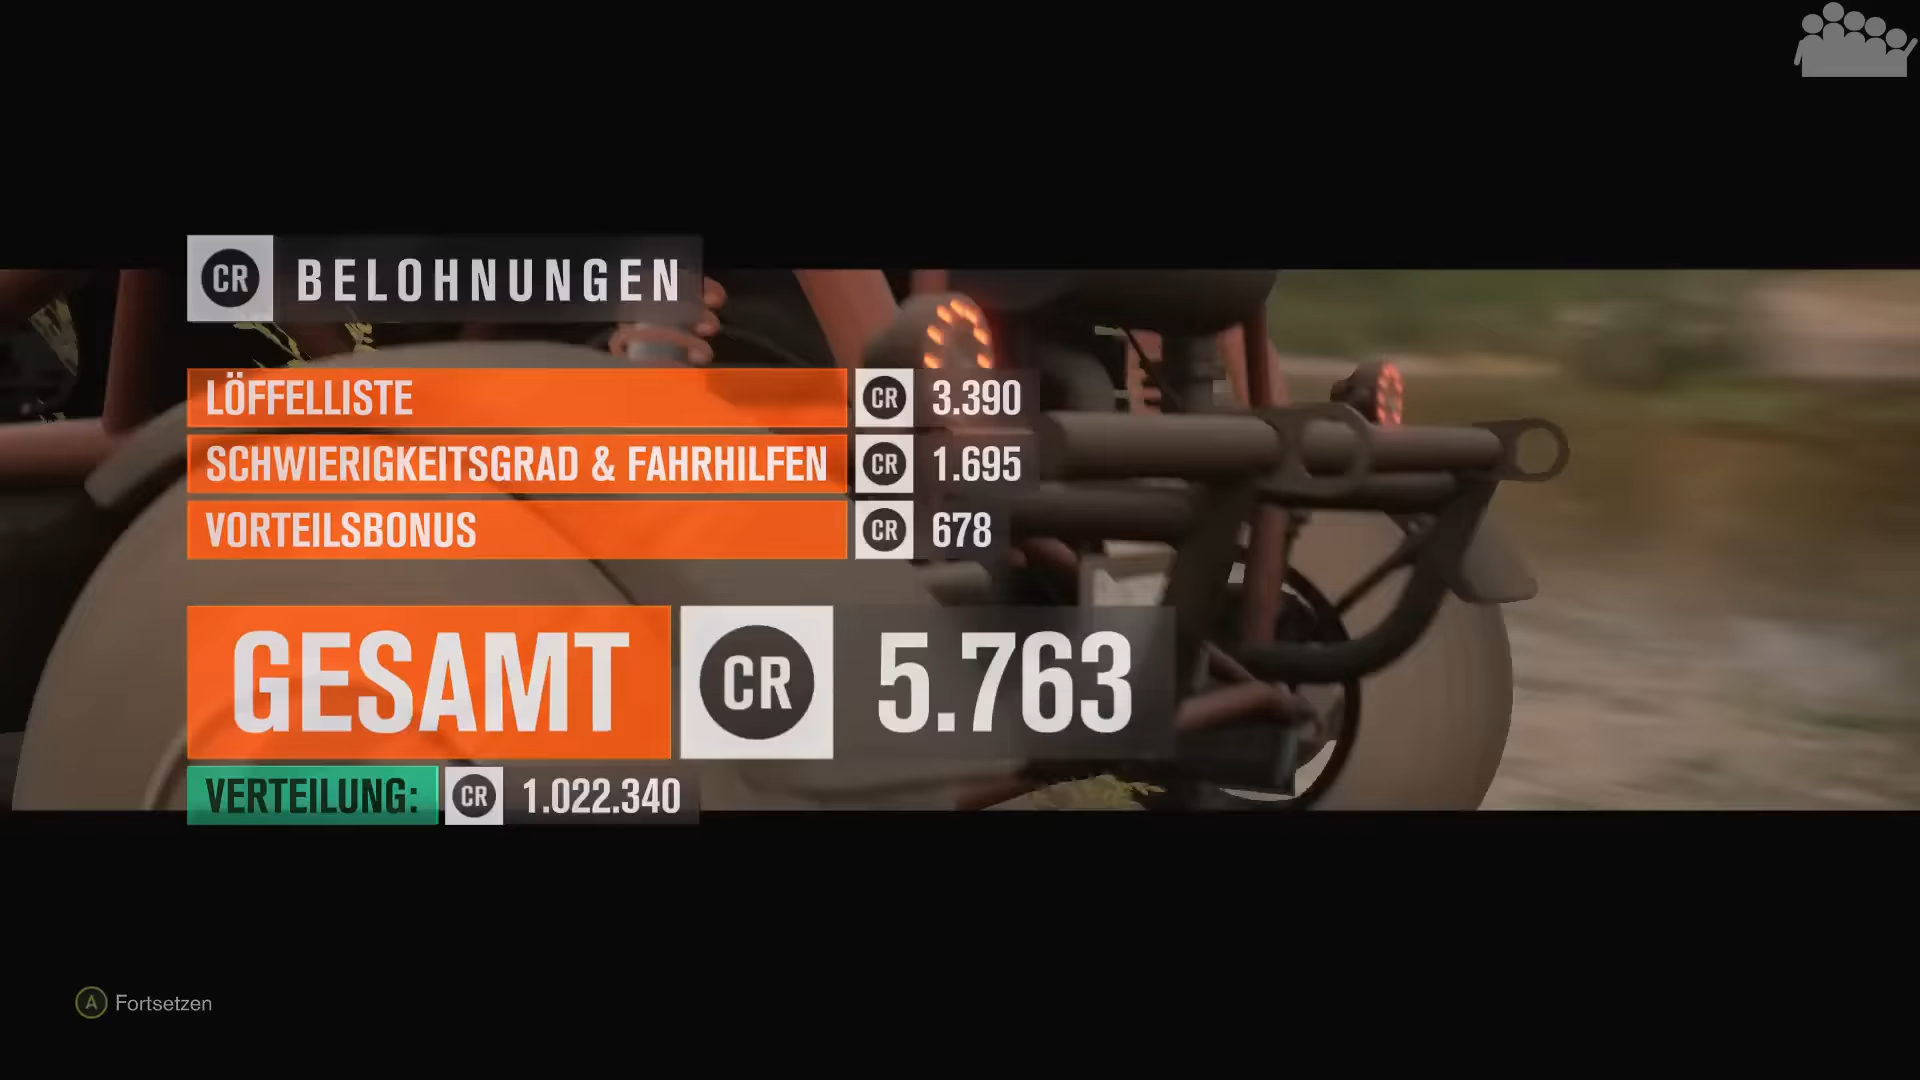 CR BELOHNUNGEN
LÖFFELLISTE CR 3.390
SCHWIERIGKEITSGRAD & FAHRHILFEN CR 1.695
VORTEILSBONUS CR 678
GESAMT CR 5.763
VERTEILUNG: CR 1.022.340
A Fortsetzen